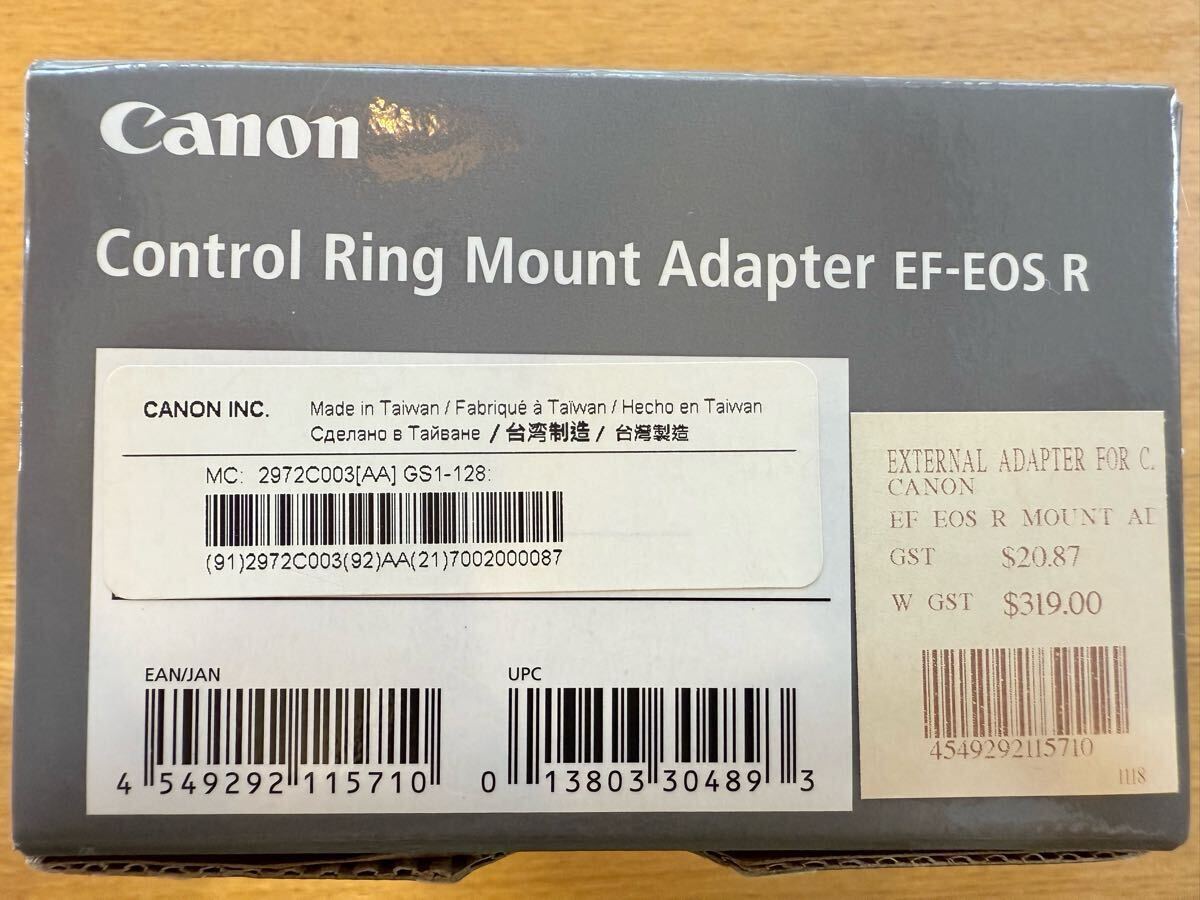 Canon
Control Ring Mount Adapter EF-EOS R
CANON INC. Made in Taiwan / Fabriqué à Taïwan / Hecho en Taiwan
Сделано в Тайване / 台湾制造 / 台灣製造
MC: 2972C003[AA] GS1-128:
(91)2972C003(92)AA(21)7002000087
EAN/JAN
4 549292 115710
UPC
0 13803 30489 3
EXTERNAL ADAPTER FOR C.
CANON
EF EOS R MOUNT AD
GST $20.87
W GST $319.00
4549292115710
1118